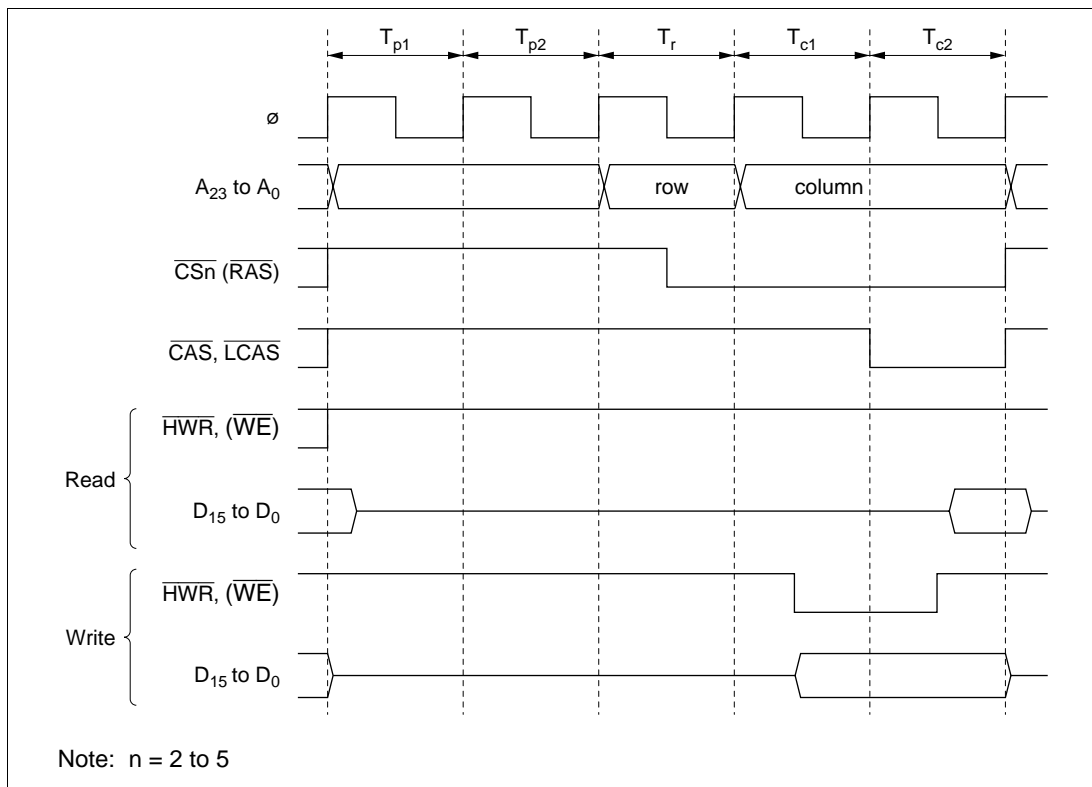 Tp1 Tp2 Tr Tc1 Tc2
ø
A23 to A0 row column
CSn (RAS)
CAS, LCAS
Read
HWR, (WE)
D15 to D0
Write
HWR, (WE)
D15 to D0
Note: n = 2 to 5